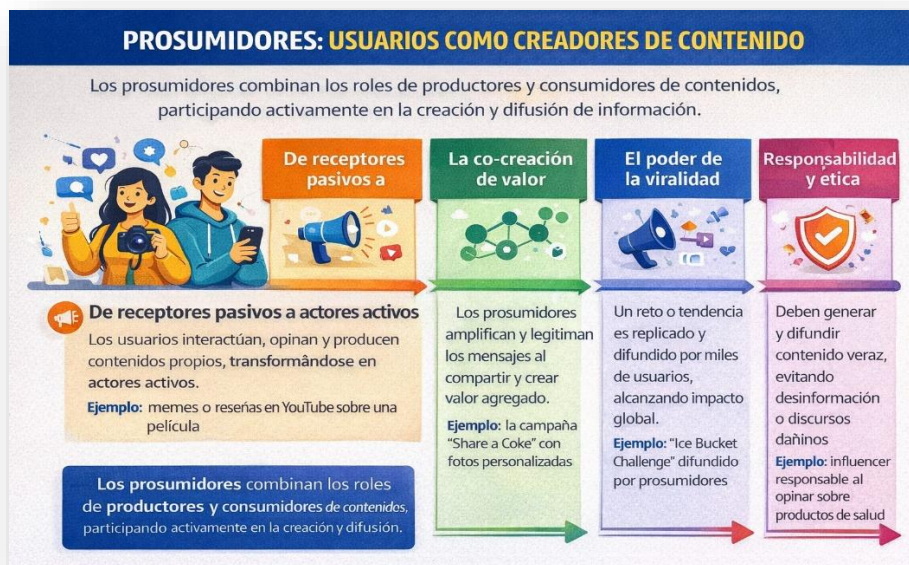 PROSUMIDORES: USUARIOS COMO CREADORES DE CONTENIDO
Los prosumidores combinan los roles de productores y consumidores de contenidos,
participando activamente en la creación y difusión de información.
De receptores
pasivos a
La co-creación
de valor
El poder de
la viralidad
Responsabilidad
y etica
De receptores pasivos a actores activos
Los usuarios interactúan, opinan y producen
contenidos propios, transformândose en
actores activos.
Ejemplo: memes o reseñas en YouTube sobre una
película
Los prosumidores
amplifican y legitiman
los mensajes al
compartir y crear
valor agregado.
Ejemplo: la campaña
"Share a Coke" con
fotos personalizadas
Un reto o tendencia
es replicado y
difundido por miles
de usuarios,
alcanzando impacto
global.
Ejemplo: "Ice Bucket
Challenge" difundido
por prosumidores
Deben generar
y difundir
contenido veraz,
evitando
desinformación
o discursos
dañinos
Ejemplo: influencer
responsable al
opinar sobre
productos de salud
Los prosumidores combinan los roles
de productores y consumidores de contenidos,
participando activamente en la creación y difusión.